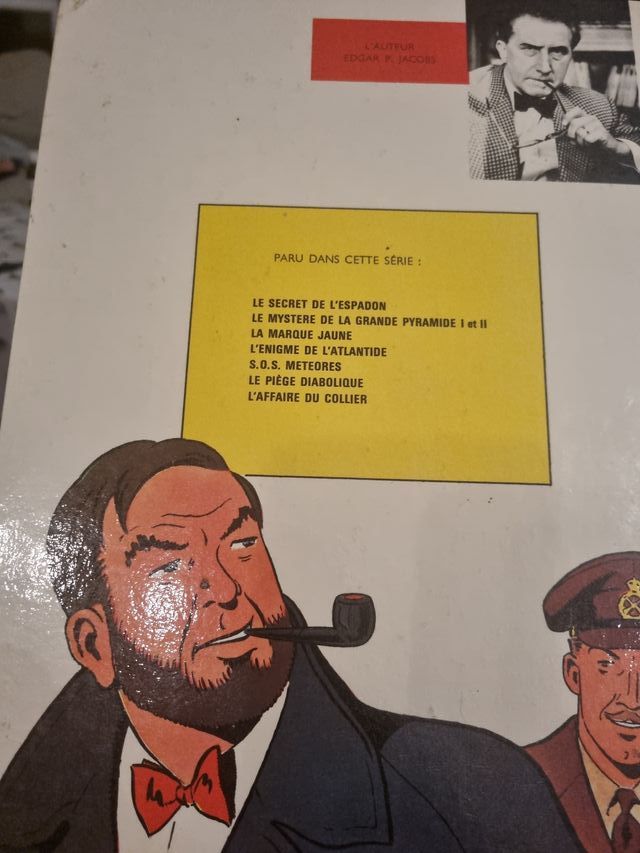 L'AUTEUR
EDGAR P. JACOBS
PARU DANS CETTE SÉRIE :
LE SECRET DE L'ESPADON
LE MYSTERE DE LA GRANDE PYRAMIDE I et II
LA MARQUE JAUNE
L'ENIGME DE L'ATLANTIDE
S.O.S. METEORES
LE PIÈGE DIABOLIQUE
L'AFFAIRE DU COLLIER